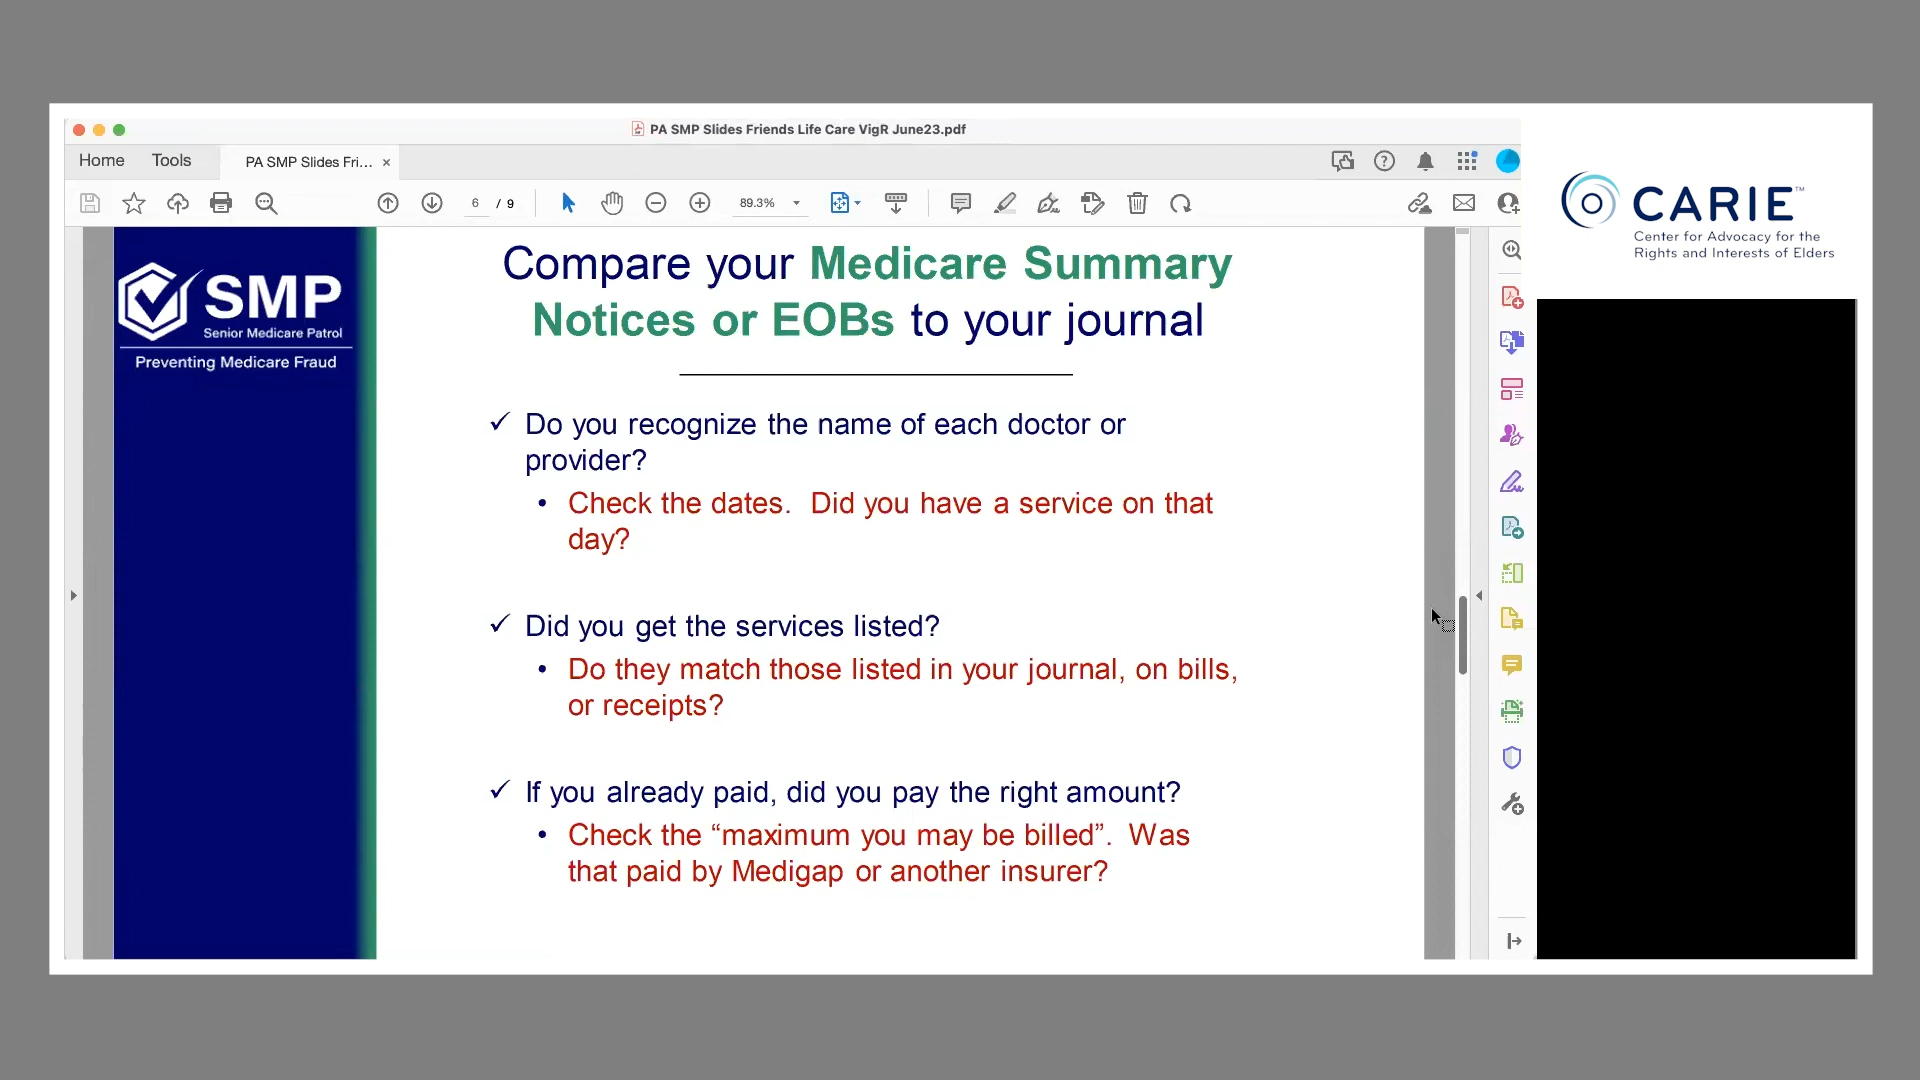 PA SMP Slides Friends Life Care VigR June23.pdf
Home
Tools
PA SMP Slides Fri...
6 / 9
89.3%
CARIE™
Center for Advocacy for the
Rights and Interests of Elders
SMP
Senior Medicare Patrol
Preventing Medicare Fraud
Compare your Medicare Summary
Notices or EOBs to your journal
✓ Do you recognize the name of each doctor or
provider?
• Check the dates. Did you have a service on that
day?
✓ Did you get the services listed?
• Do they match those listed in your journal, on bills,
or receipts?
✓ If you already paid, did you pay the right amount?
• Check the “maximum you may be billed”. Was
that paid by Medigap or another insurer?